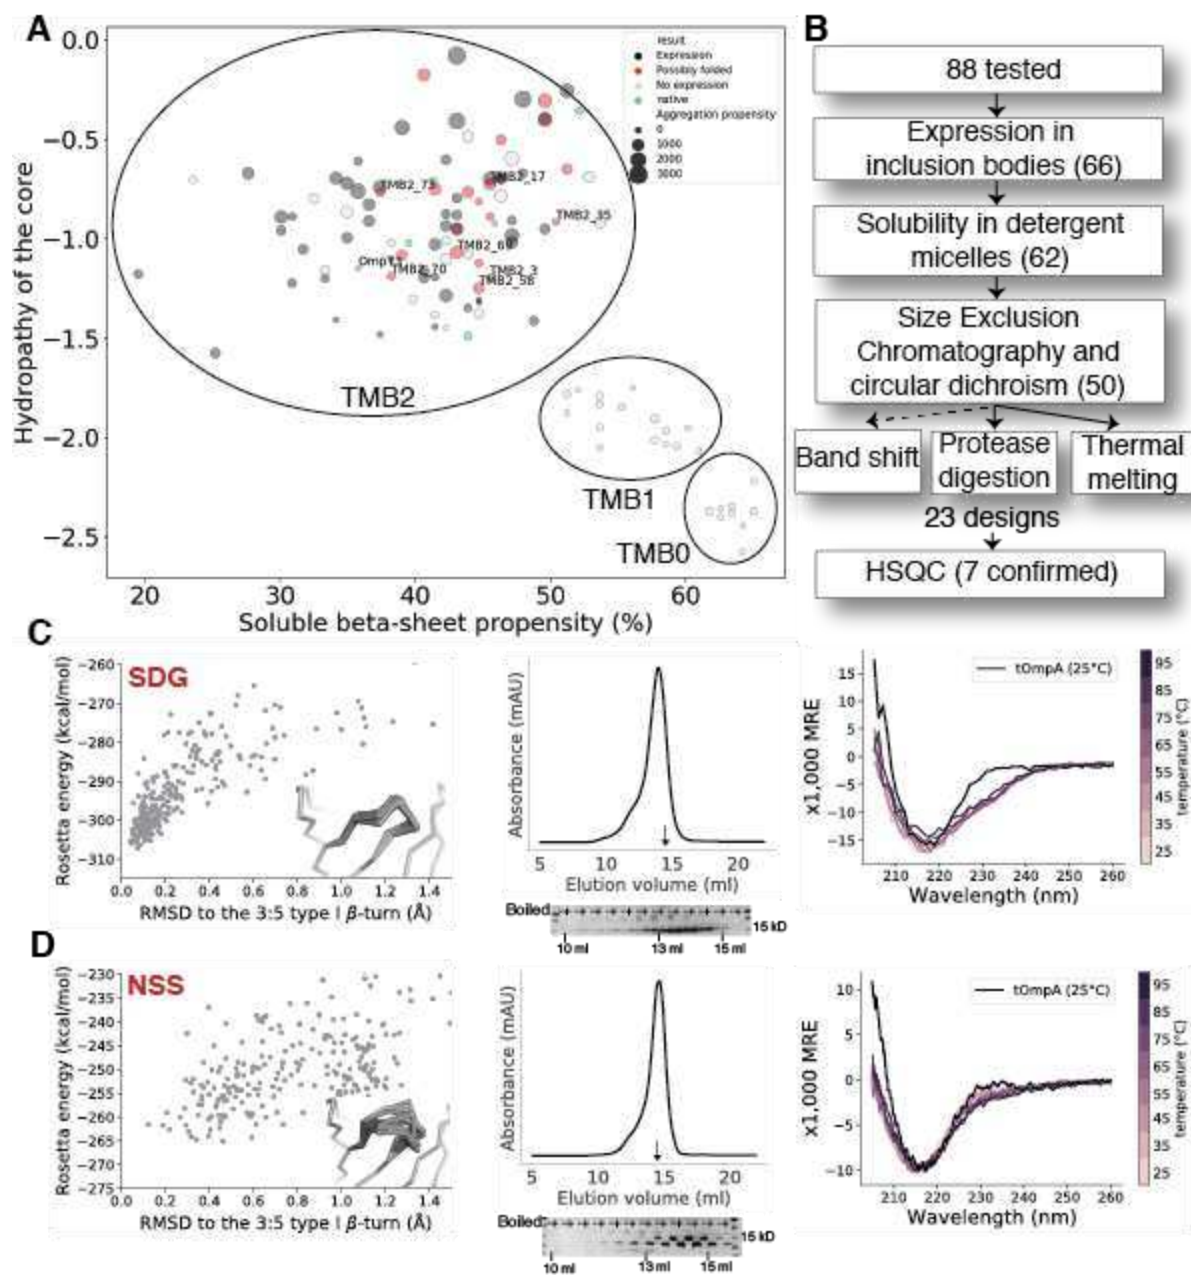 A
0.0
−0.5
−1.0
−1.5
−2.0
−2.5
Hydropathy of the core
20
30
40
50
60
Soluble beta-sheet propensity (%)
result
Expression
Possibly folded
No expression
native
Aggregation propensity
0
1000
2000
3000
TMB2_17
TMB2_73
TMB2_35
TMB2_69
TMB2_70
TMB2_3
TMB2_58
TMB2
TMB1
TMB0
B
88 tested
Expression in
inclusion bodies (66)
Solubility in detergent
micelles (62)
Size Exclusion
Chromatography and
circular dichroism (50)
Band shift
Protease
digestion
Thermal
melting
23 designs
HSQC (7 confirmed)
C
SDG
−260
−270
−280
−290
−300
−310
Rosetta energy (kcal/mol)
0.0 0.2 0.4 0.6 0.8 1.0 1.2 1.4
RMSD to the 3:5 type I β-turn (Å)
Absorbance (mAU)
5 10 15 20
Elution volume (ml)
Boiled
15 kD
10 ml 13 ml 15 ml
x1,000 MRE
15
10
5
0
−5
−10
−15
tOmpA (25°C)
210 220 230 240 250 260
Wavelength (nm)
95
85
75
65
55
45
35
25
temperature (°C)
D
NSS
−230
−235
−240
−245
−250
−255
−260
−265
−270
−275
Rosetta energy (kcal/mol)
0.0 0.2 0.4 0.6 0.8 1.0 1.2 1.4
RMSD to the 3:5 type I β-turn (Å)
Absorbance (mAU)
5 10 15 20
Elution volume (ml)
Boiled
15 kD
10 ml 13 ml 15 ml
x1,000 MRE
10
5
0
−5
−10
tOmpA (25°C)
210 220 230 240 250 260
Wavelength (nm)
95
85
75
65
55
45
35
25
temperature (°C)